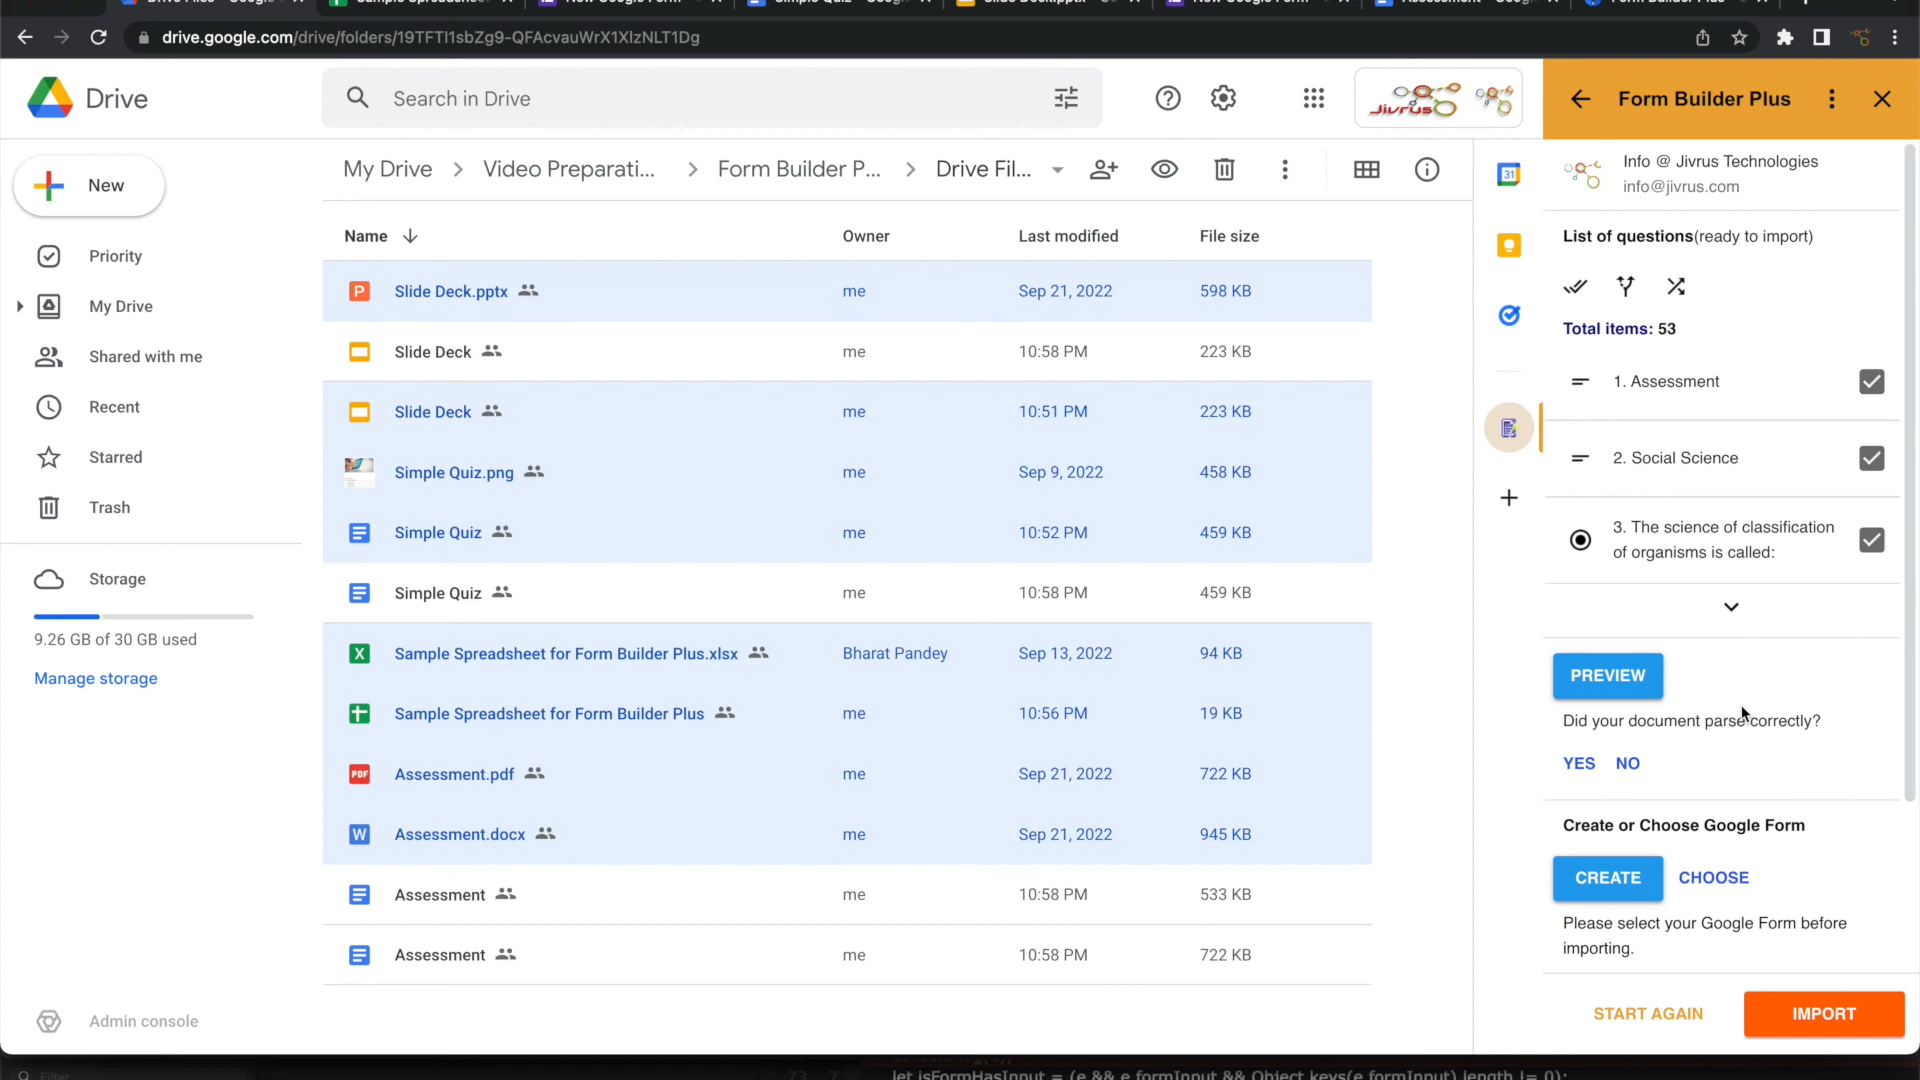 drive.google.com/drive/folders/19TFTI1sbZg9-QFAcvauWrX1XIzNLT1Dg
Drive
Search in Drive
Jivrus
Form Builder Plus
New
Priority
My Drive
Shared with me
Recent
Starred
Trash
Storage
9.26 GB of 30 GB used
Manage storage
Admin console
My Drive > Video Preparati... > Form Builder P... > Drive Fil...
Name Owner Last modified File size
Slide Deck.pptx me Sep 21, 2022 598 KB
Slide Deck me 10:58 PM 223 KB
Slide Deck me 10:51 PM 223 KB
Simple Quiz.png me Sep 9, 2022 458 KB
Simple Quiz me 10:52 PM 459 KB
Simple Quiz me 10:58 PM 459 KB
Sample Spreadsheet for Form Builder Plus.xlsx Bharat Pandey Sep 13, 2022 94 KB
Sample Spreadsheet for Form Builder Plus me 10:56 PM 19 KB
Assessment.pdf me Sep 21, 2022 722 KB
Assessment.docx me Sep 21, 2022 945 KB
Assessment me 10:58 PM 533 KB
Assessment me 10:58 PM 722 KB
31
Info @ Jivrus Technologies
info@jivrus.com
List of questions(ready to import)
Total items: 53
1. Assessment
2. Social Science
3. The science of classification
of organisms is called:
PREVIEW
Did your document parse correctly?
YES NO
Create or Choose Google Form
CREATE CHOOSE
Please select your Google Form before
importing.
START AGAIN IMPORT
let isFormHasInput = (e && e.formInput && Object.keys(e.formInput).length != 0);